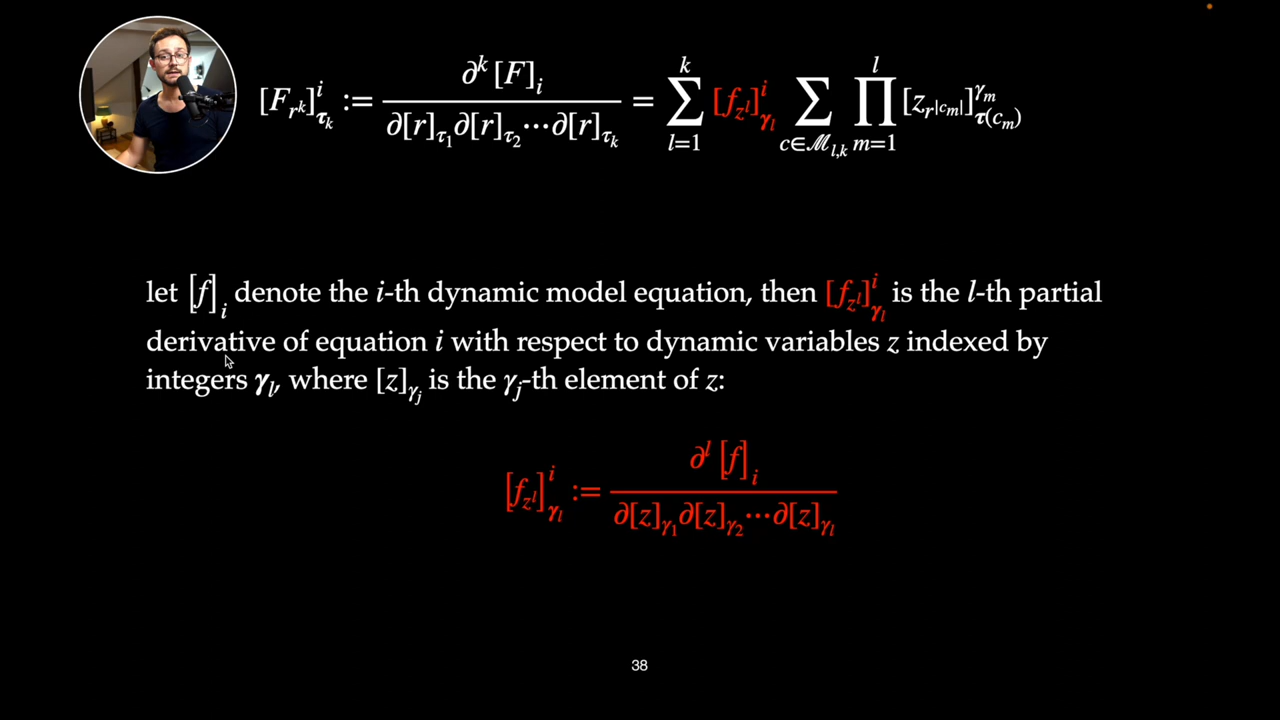 [F_{r^k}]^i_{τ_k} := ∂^k [F]_i / ∂[r]_{τ_1}∂[r]_{τ_2}⋯∂[r]_{τ_k} = ∑_{l=1}^{k} [f_{z^l}]^i_{γ_l} ∑_{c∈ℳ_{l,k}} ∏_{m=1}^{l} [z_{r^{|c_m|}}]^{γ_m}_{τ(c_m)}
let [f]_i denote the i-th dynamic model equation, then [f_{z^l}]^i_{γ_l} is the l-th partial
derivative of equation i with respect to dynamic variables z indexed by
integers γ_l, where [z]_{γ_j} is the γ_j-th element of z:
[f_{z^l}]^i_{γ_l} := ∂^l [f]_i / ∂[z]_{γ_1}∂[z]_{γ_2}⋯∂[z]_{γ_l}
38